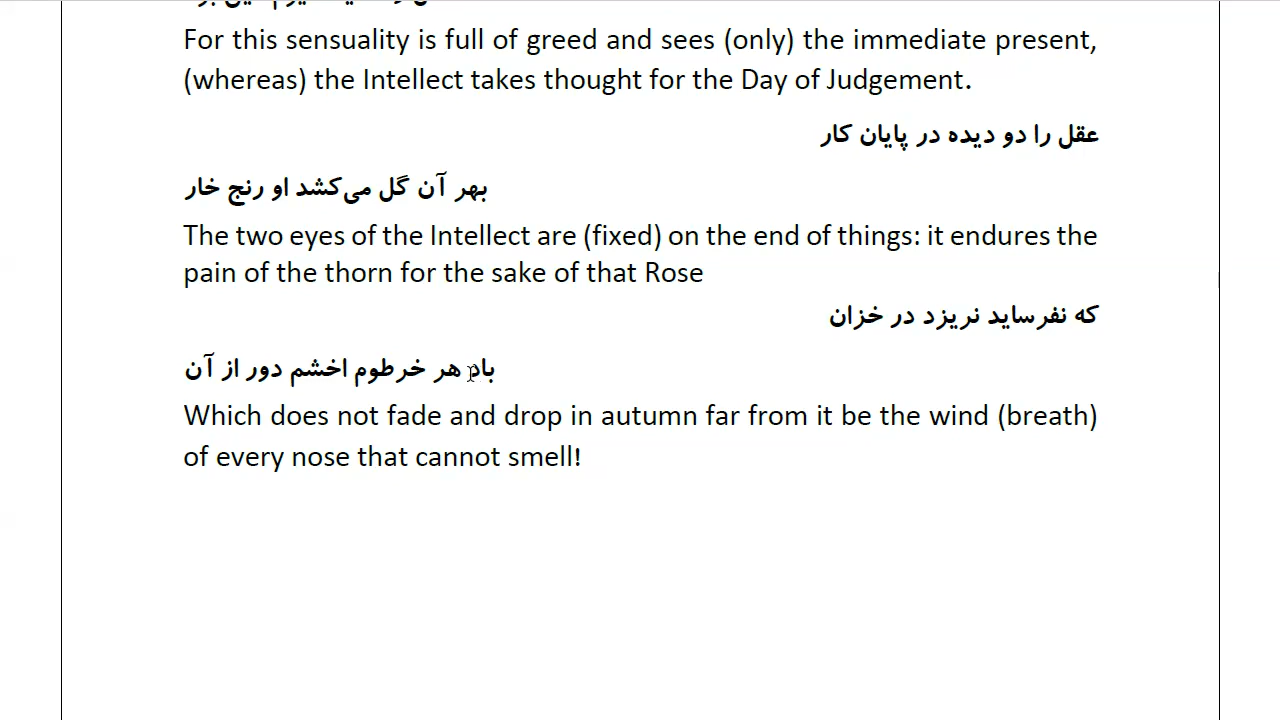 For this sensuality is full of greed and sees (only) the immediate present,
(whereas) the Intellect takes thought for the Day of Judgement.
عقل را دو دیده در پایان کار
بهر آن گل می‌کشد او رنج خار
The two eyes of the Intellect are (fixed) on the end of things: it endures the
pain of the thorn for the sake of that Rose
که نفرساید نریزد در خزان
باد هر خرطوم اخشم دور از آن
Which does not fade and drop in autumn far from it be the wind (breath)
of every nose that cannot smell!